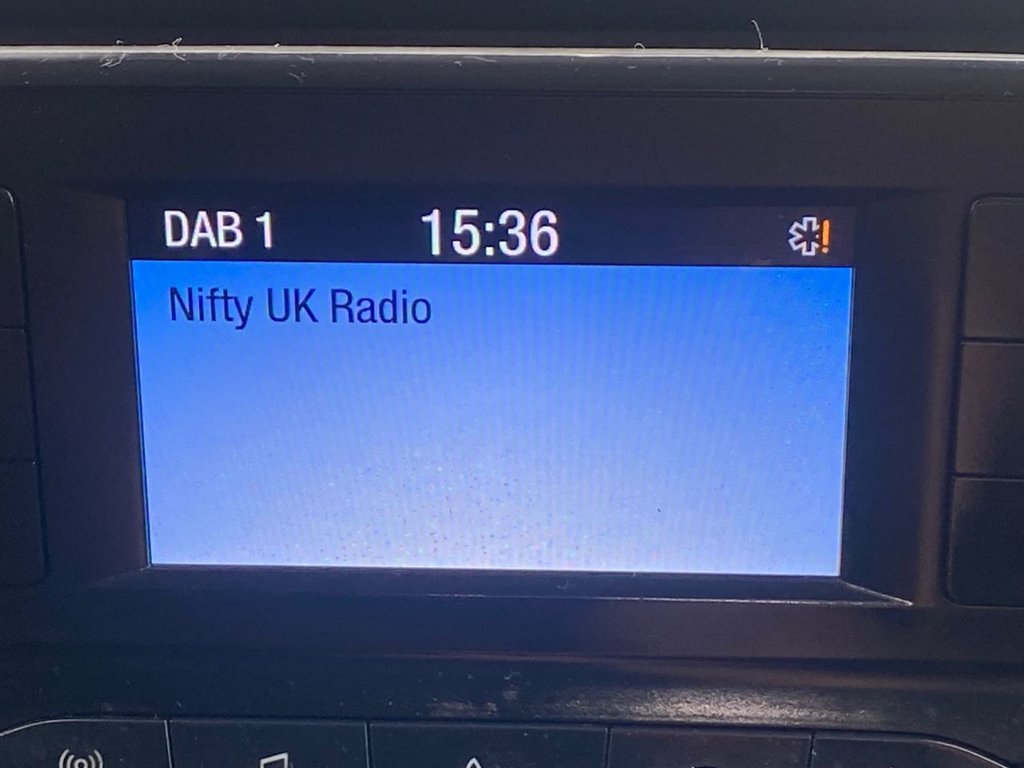 DAB 1 15:36
Nifty UK Radio